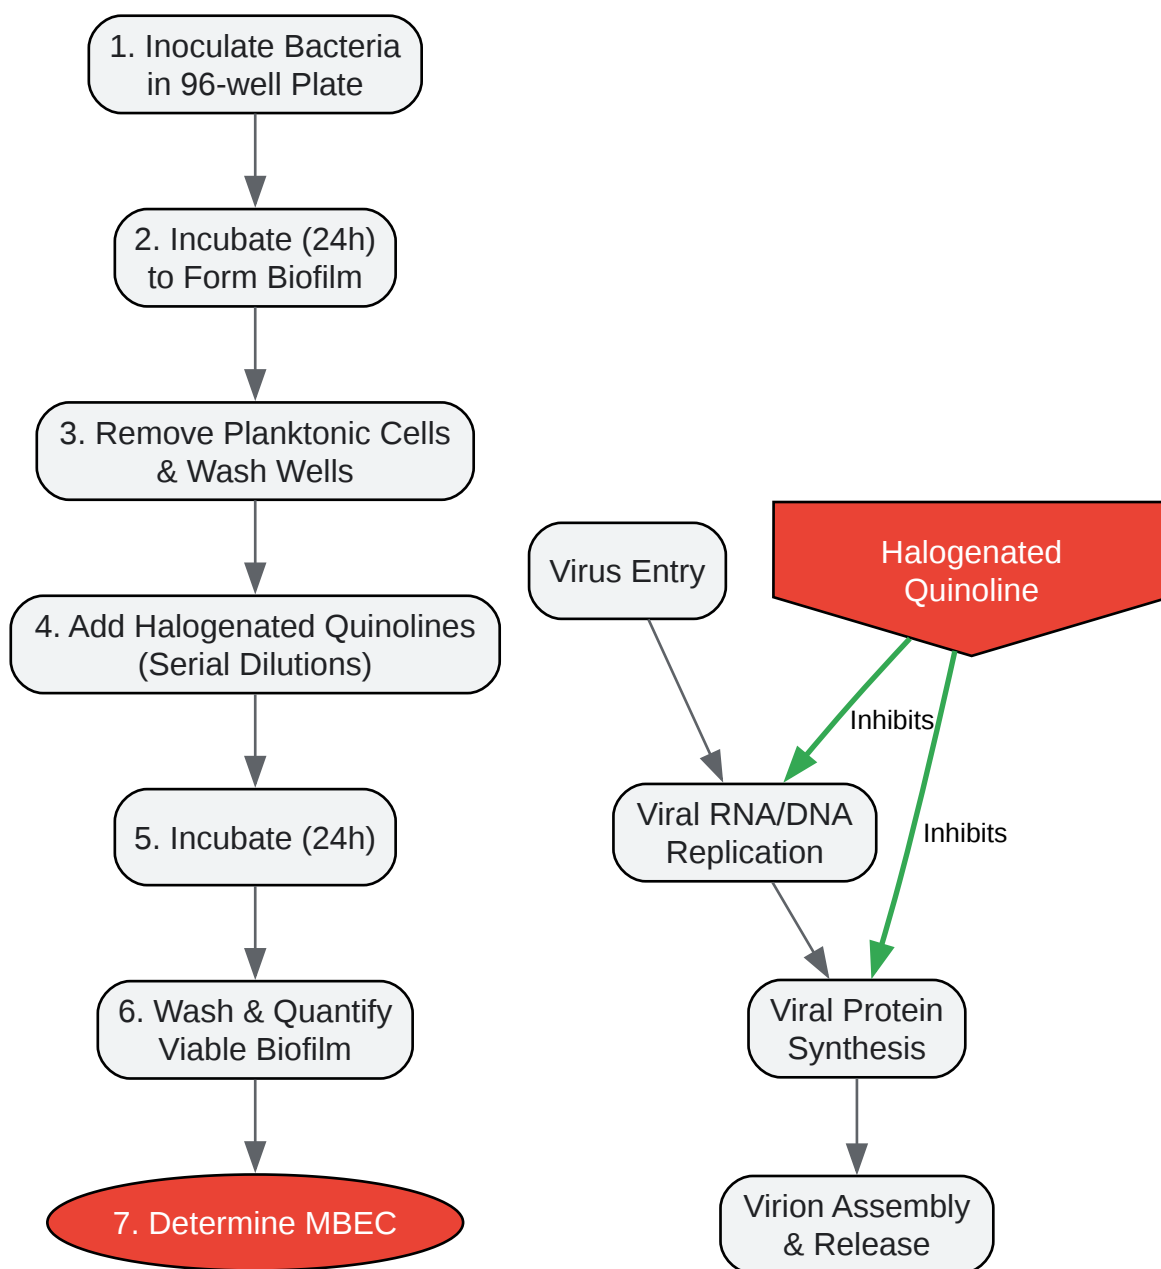 1. Inoculate Bacteria
in 96-well Plate
2. Incubate (24h)
to Form Biofilm
3. Remove Planktonic Cells
& Wash Wells
4. Add Halogenated Quinolines
(Serial Dilutions)
5. Incubate (24h)
6. Wash & Quantify
Viable Biofilm
7. Determine MBEC
Virus Entry
Halogenated
Quinoline
Inhibits
Viral RNA/DNA
Replication
Inhibits
Viral Protein
Synthesis
Virion Assembly
& Release